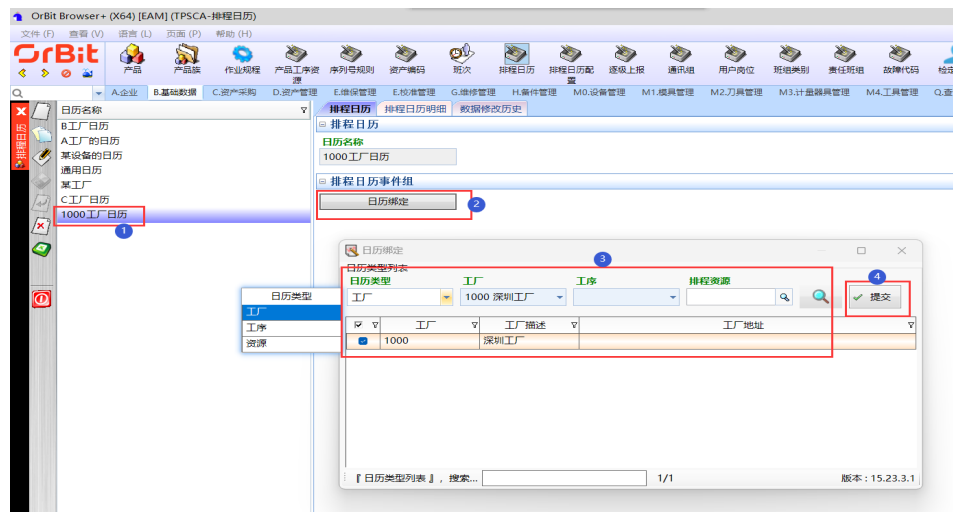 OrBit Browser+ (X64) [EAM] (TPSCA-排程日历)
文件 (F) 查看 (V) 语言 (L) 页面 (P) 帮助 (H)
OrBit
产品 产品族 作业规程 产品工序资源 序列号规则 资产编码 班次 排程日历 排程日历配置 逐级上报 通讯组 用户岗位 班组类别 责任班组 故障代码
A.企业 B.基础数据 C.资产采购 D.资产管理 E.维保管理 F.校准管理 G.维修管理 H.备件管理 M0.设备管理 M1.模具管理 M2.刀具管理 M3.计量器具管理 M4.工具管理
日历名称
B工厂日历
A工厂的日历
某设备的日历
通用日历
某工厂
C工厂日历
1000工厂日历
1
排程日历 排程日历明细 数据修改历史
排程日历
日历名称
1000工厂日历
排程日历事件组
日历绑定
2
日历绑定
3
日历类型列表
日历类型 工厂 工序 排程资源
4
工厂 1000 深圳工厂
提交
日历类型
工厂
工序
资源
工厂 工厂描述 工厂地址
1000 深圳工厂
『 日历类型列表 』, 搜索... 1/1 版本 : 15.23.3.1